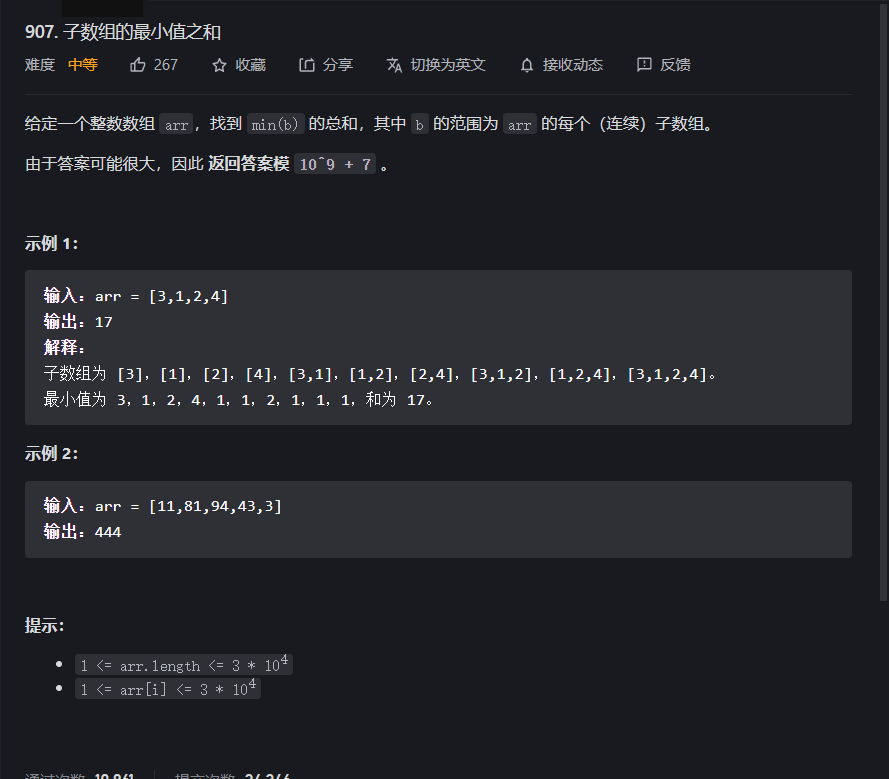 907. 子数组的最小值之和
难度 中等 267 收藏 分享 切换为英文 接收动态 反馈
给定一个整数数组 arr，找到 min(b) 的总和，其中 b 的范围为 arr 的每个（连续）子数组。
由于答案可能很大，因此 返回答案模 10^9 + 7 。
示例 1：
输入：arr = [3,1,2,4]
输出：17
解释：
子数组为 [3]，[1]，[2]，[4]，[3,1]，[1,2]，[2,4]，[3,1,2]，[1,2,4]，[3,1,2,4]。
最小值为 3，1，2，4，1，1，2，1，1，1，和为 17。
示例 2：
输入：arr = [11,81,94,43,3]
输出：444
提示：
1 <= arr.length <= 3 * 10⁴
1 <= arr[i] <= 3 * 10⁴